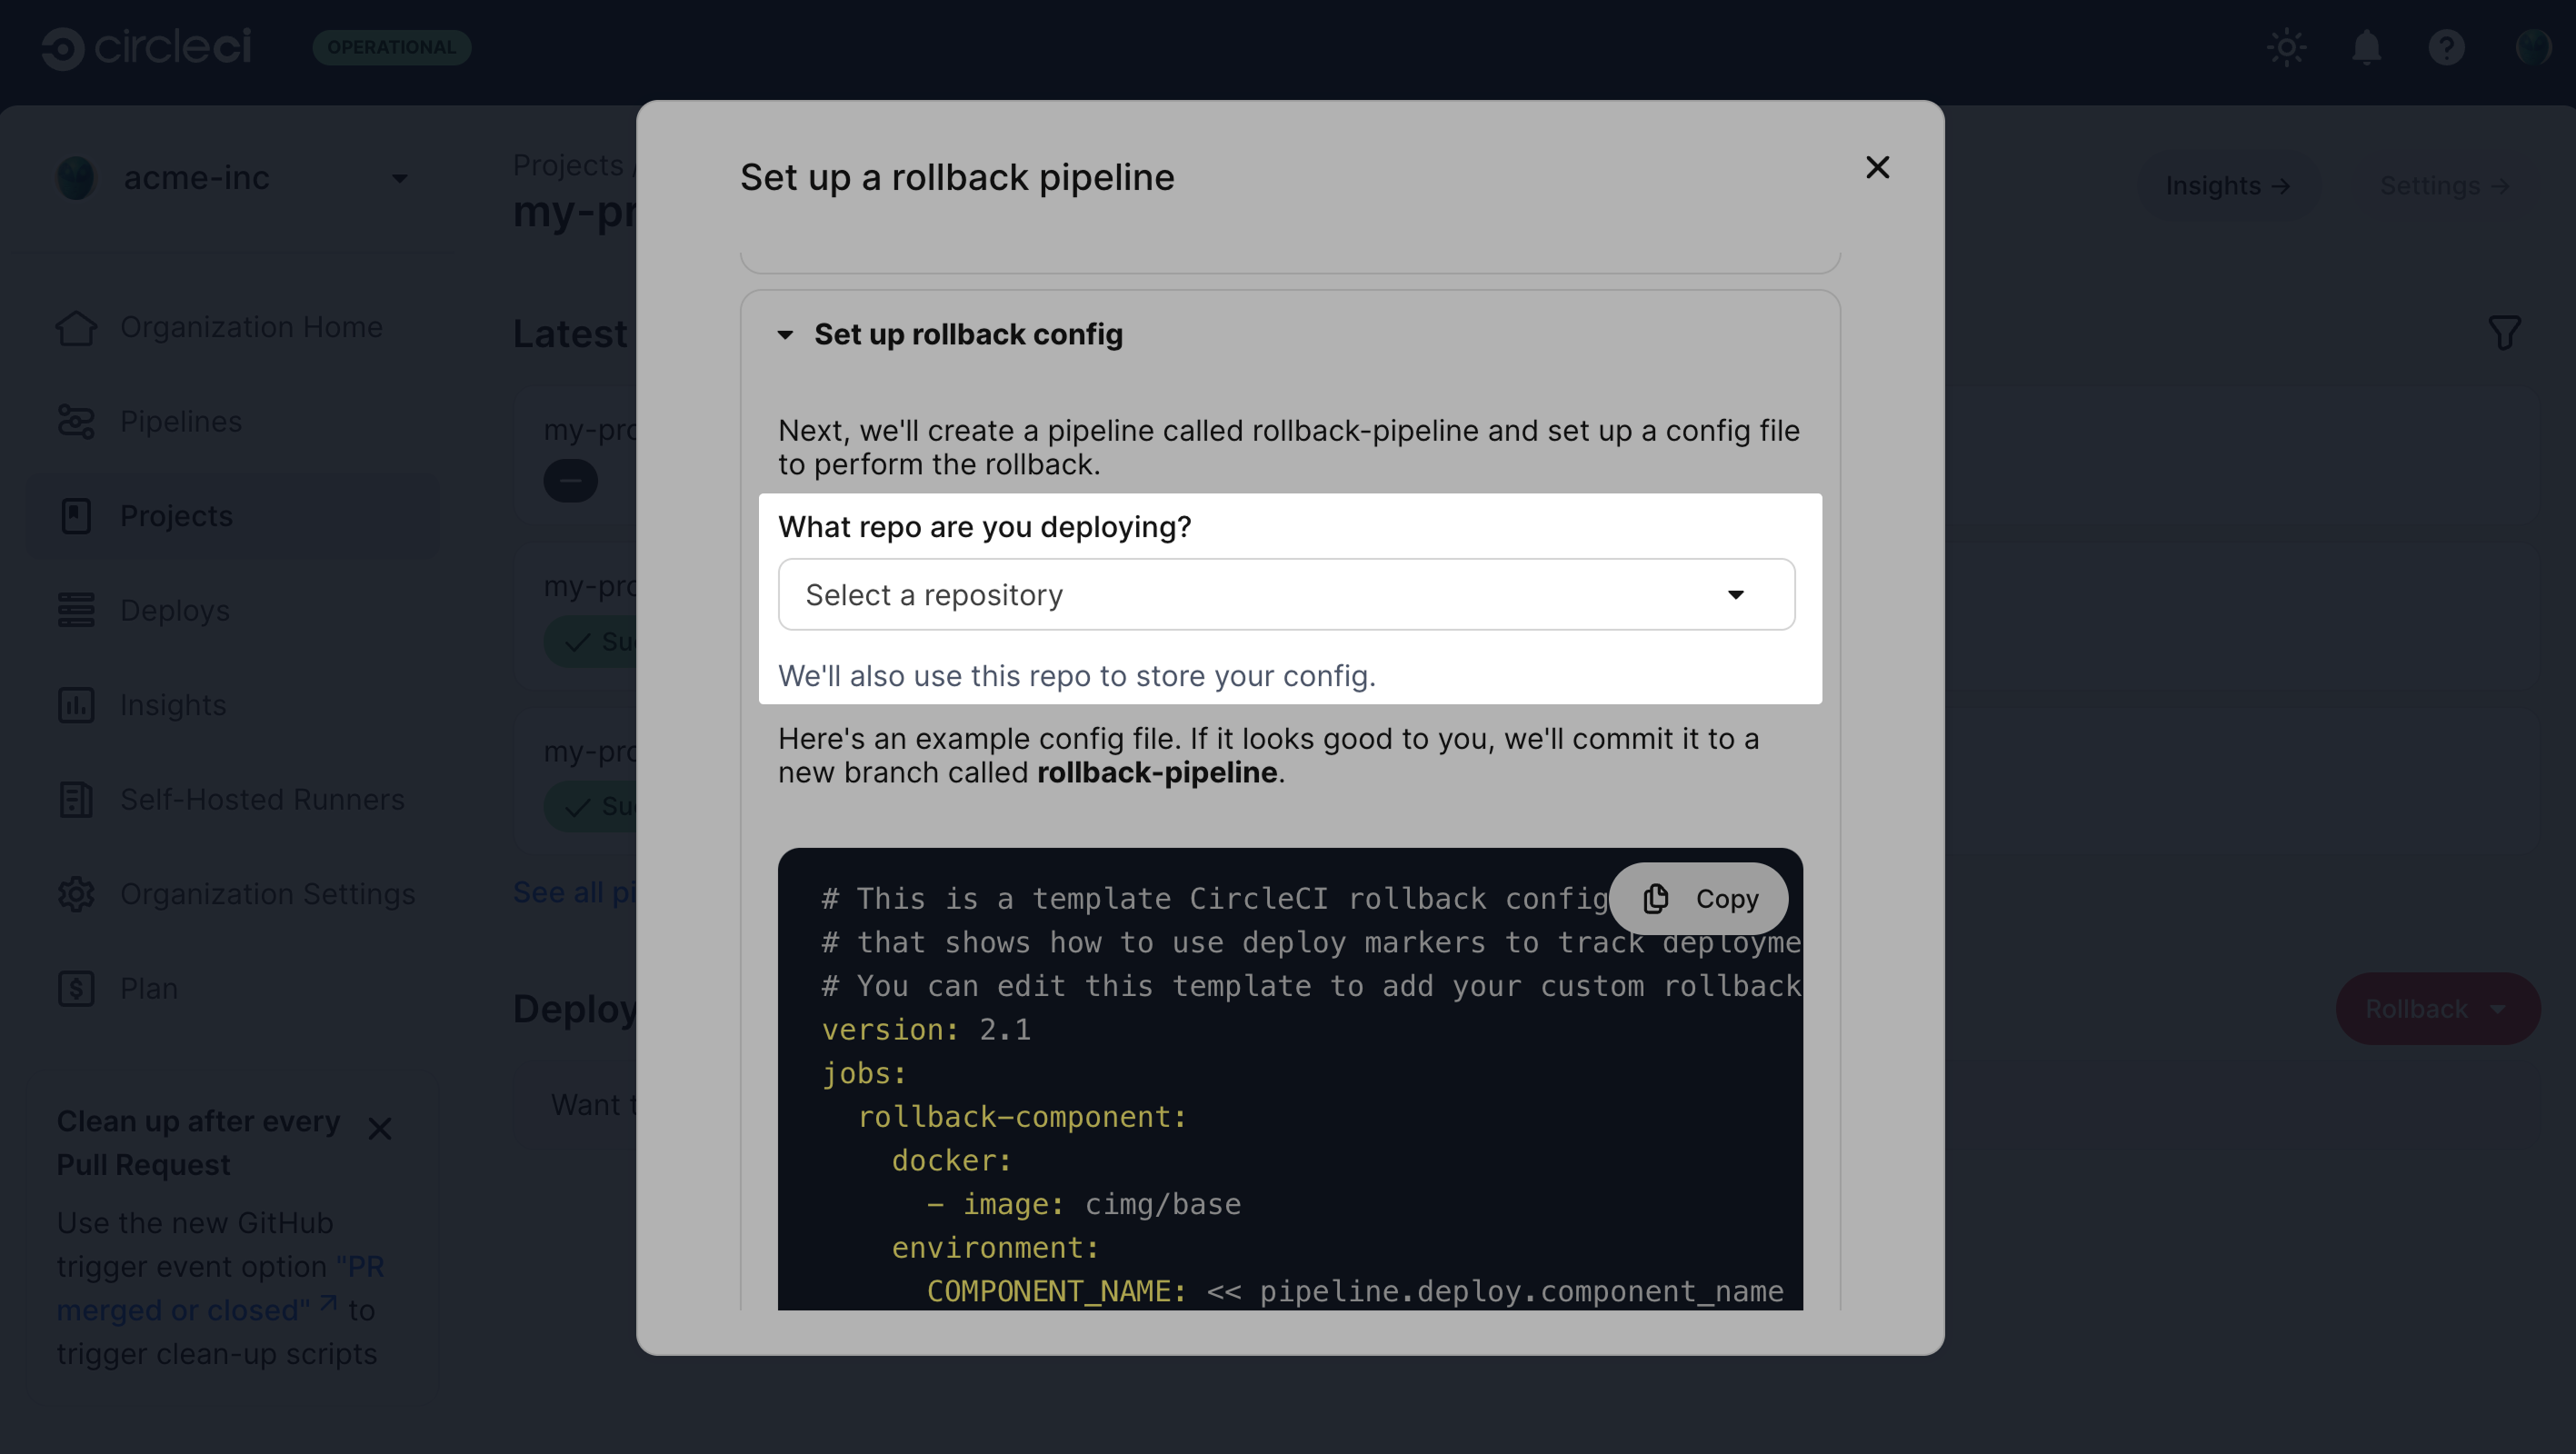 circleci
OPERATIONAL
acme-inc
Projects /
my-pr
Insights →
Settings →
Organization Home
Pipelines
Projects
Deploys
Insights
Self-Hosted Runners
Organization Settings
Plan
Clean up after every
Pull Request
Use the new GitHub
trigger event option "PR
merged or closed" to
trigger clean-up scripts
Latest
my-pro
my-pro
Su
my-pro
Su
See all pi
Deploy
Want t
Rollback
Set up a rollback pipeline
Set up rollback config
Next, we'll create a pipeline called rollback-pipeline and set up a config file
to perform the rollback.
What repo are you deploying?
Select a repository
We'll also use this repo to store your config.
Here's an example config file. If it looks good to you, we'll commit it to a
new branch called rollback-pipeline.
Copy
# This is a template CircleCI rollback config
# that shows how to use deploy markers to track deployme
# You can edit this template to add your custom rollback
version: 2.1
jobs:
rollback-component:
docker:
- image: cimg/base
environment:
COMPONENT_NAME: << pipeline.deploy.component_name